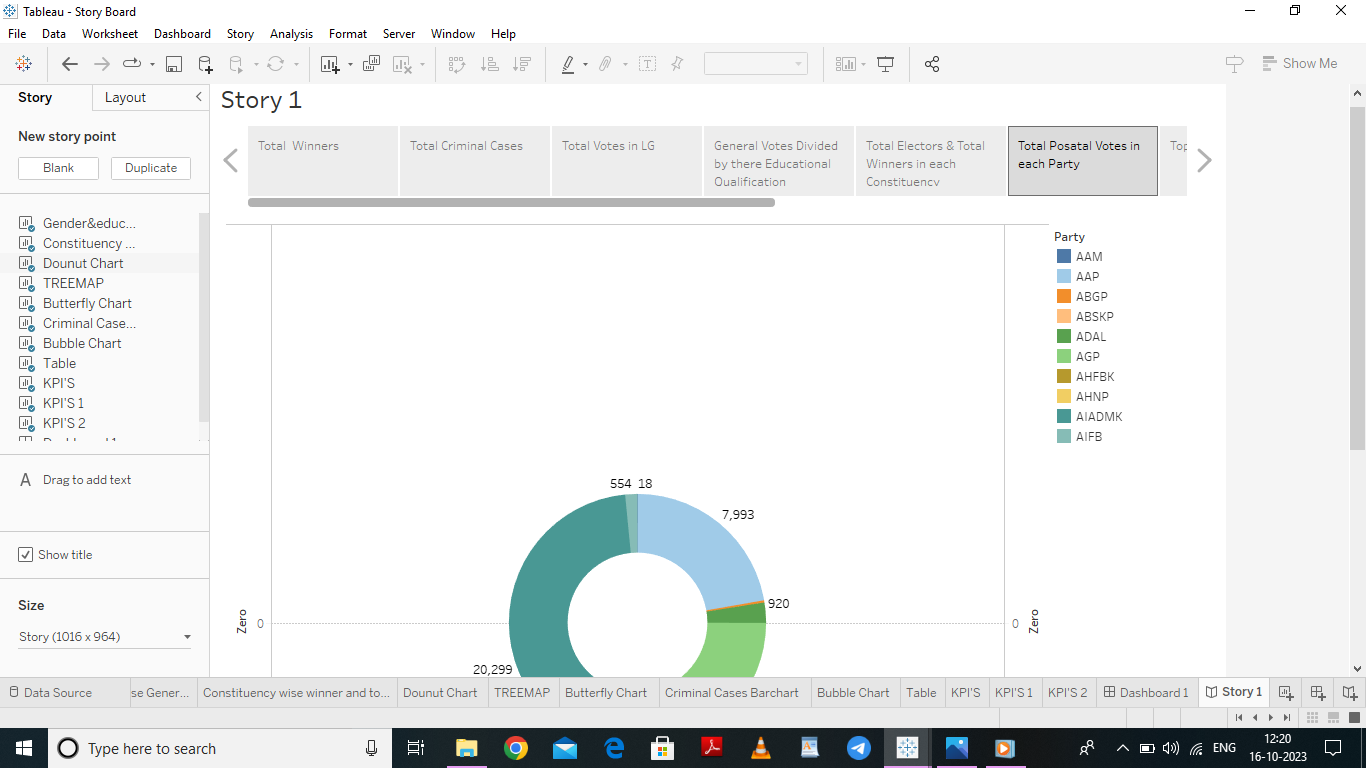 Tableau - Story Board
File Data Worksheet Dashboard Story Analysis Format Server Window Help
Show Me
Story Layout
New story point
Blank Duplicate
Gender&educ...
Constituency ...
Dounut Chart
TREEMAP
Butterfly Chart
Criminal Case...
Bubble Chart
Table
KPI'S
KPI'S 1
KPI'S 2
A Drag to add text
Show title
Size
Story (1016 x 964)
Story 1
Total Winners
Total Criminal Cases
Total Votes in LG
General Votes Divided
by there Educational
Qualification
Total Electors & Total
Winners in each
Constituency
Total Posatal Votes in
each Party
Top
Party
AAM
AAP
ABGP
ABSKP
ADAL
AGP
AHFBK
AHNP
AIADMK
AIFB
554 18
7,993
920
Zero 0
0 Zero
20,299
Data Source se Gener... Constituency wise winner and to... Dounut Chart TREEMAP Butterfly Chart Criminal Cases Barchart Bubble Chart Table KPI'S KPI'S 1 KPI'S 2 Dashboard 1 Story 1
Type here to search
ENG
12:20
16-10-2023